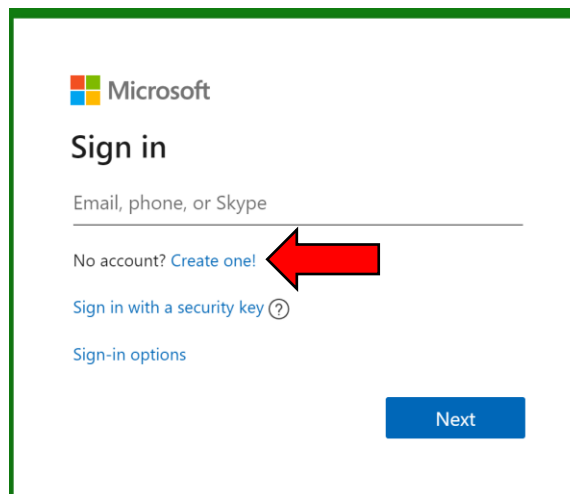 Microsoft
Sign in
Email, phone, or Skype
No account? Create one!
Sign in with a security key ?
Sign-in options
Next